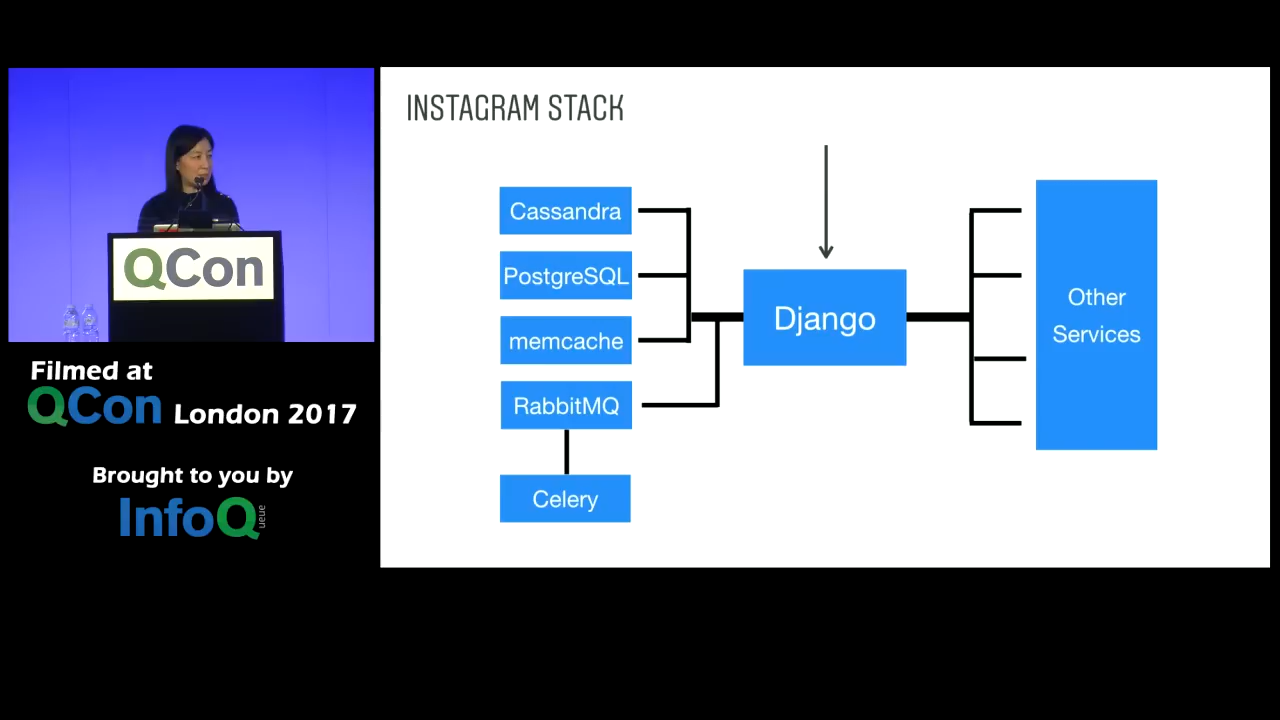 INSTAGRAM STACK
Cassandra
PostgreSQL
memcache
RabbitMQ
Celery
Django
Other
Services
QCon
Filmed at
QCon London 2017
Brought to you by
InfoQ
ueue